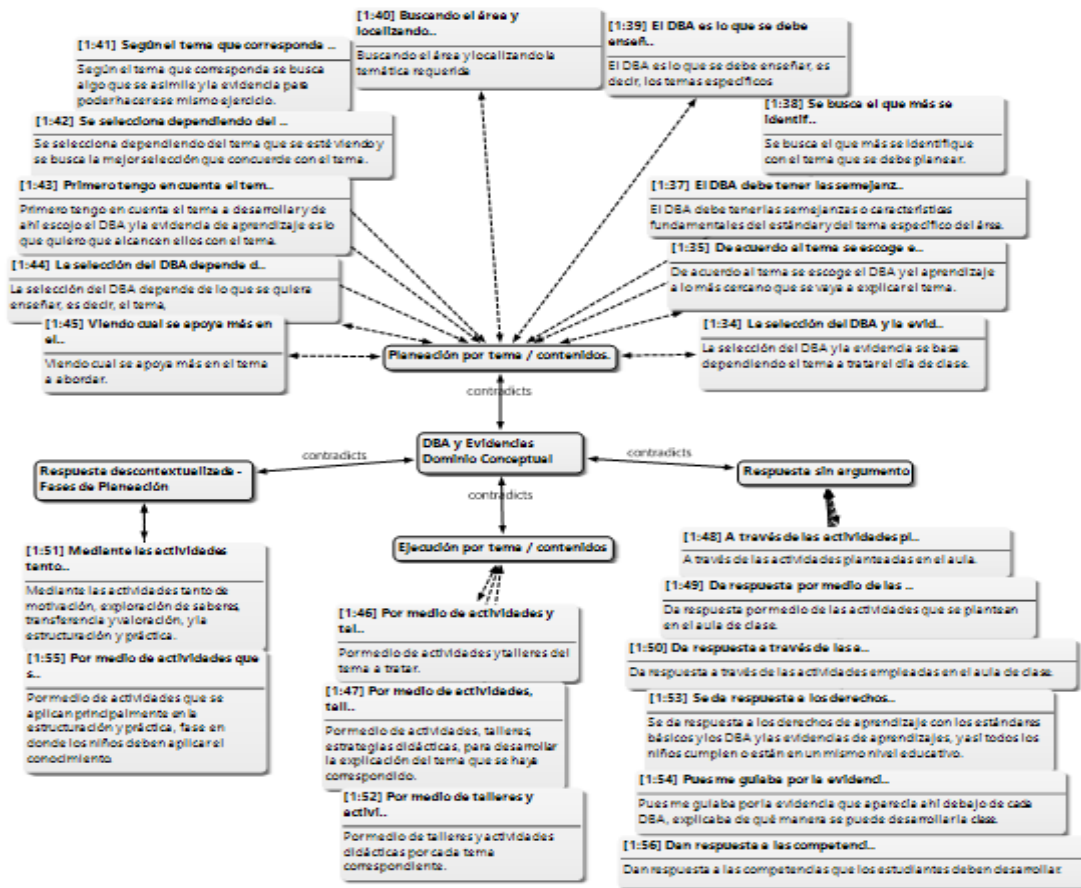 [1:40] Buscando el área y
localizando..
Buscando el área y localizando la
temática requerida
[1:39] El DBA es lo que se debe
enseñ..
El DBA es lo que se debe enseñar, es
decir, los temas específicos
[1:41] Según el tema que corresponda ...
Según el tema que corresponda se busca
algo que se asimile y la evidencia para
poder hacer ese mismo ejercicio.
[1:38] Se busca el que más se
identif..
Se busca el que más se identifique
con el tema que se debe planear.
[1:42] Se selecciona dependiendo del ...
Se selecciona dependiendo del tema que se esté viendo y
se busca la mejor selección que concuerde con el tema.
[1:43] Primero tengo en cuenta el tem...
Primero tengo en cuenta el tema a desarrollar y de
ahí escojo el DBA y la evidencia de aprendizaje es lo
que quiero que alcancen ellos con el tema.
[1:37] El DBA debe tener las semejanz...
El DBA debe tener las semejanzas o características
fundamentales del estándar y del tema específico del área.
[1:35] De acuerdo al tema se escoge e...
De acuerdo al tema se escoge el DBA y el aprendizaje
a lo más cercano que se vaya a explicar el tema.
[1:44] La selección del DBA depende d...
La selección del DBA depende de lo que se quiera
enseñar, es decir, el tema,
[1:45] Viendo cual se apoya más en
el..
Viendo cual se apoya más en el tema
a abordar.
[1:34] La selección del DBA y la evid...
La selección del DBA y la evidencia se basa
dependiendo el tema a tratar el día de clase.
Planeación por tema / contenidos.
contradicts
DBA y Evidencias
Dominio Conceptual
contradicts
contradicts
contradicts
Respuesta descontextualizada -
Fases de Planeación
Respuesta sin argumento
Ejecución por tema / contenidos
[1:51] Mediante las actividades
tanto..
Mediante las actividades tanto de
motivación, exploración de saberes,
transferencia y valoración, y la
estructuración y práctica.
[1:55] Por medio de actividades que
s..
Por medio de actividades que se
aplican principalmente en la
estructuración y práctica, fase en
donde los niños deben aplicar el
conocimiento.
[1:46] Por medio de actividades y
tal..
Por medio de actividades y talleres del
tema a tratar.
[1:47] Por medio de actividades,
tall..
Por medio de actividades, talleres,
estrategias didácticas, para desarrollar
la explicación del tema que se haya
correspondido.
[1:52] Por medio de talleres y
activi..
Por medio de talleres y actividades
didácticas por cada tema
correspondiente.
[1:48] A través de las actividades pl...
A través de las actividades planteadas en el aula.
[1:49] Da respuesta por medio de las ...
Da respuesta por medio de las actividades que se plantean
en el aula de clase.
[1:50] Da respuesta a través de las a...
Da respuesta a través de las actividades empleadas en el aula de clase.
[1:53] Se da respuesta a los derechos...
Se da respuesta a los derechos de aprendizaje con los estándares
básicos y los DBA y las evidencias de aprendizajes, y así todos los
niños cumplen o están en un mismo nivel educativo.
[1:54] Pues me guiaba por la evidenci...
Pues me guiaba por la evidencia que aparecía ahí debajo de cada
DBA, explicaba de qué manera se puede desarrollar la clase.
[1:56] Dan respuesta a las competenci...
Dan respuesta a las competencias que los estudiantes deben desarrollar.